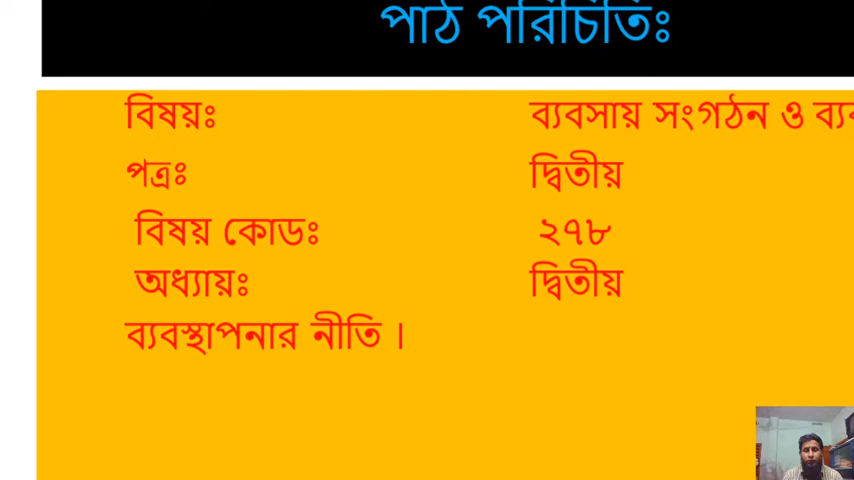 পাঠ পরিচিতিঃ
বিষয়ঃ ব্যবসায় সংগঠন ও
পত্রঃ দ্বিতীয়
বিষয় কোডঃ ২৭৮
অধ্যায়ঃ দ্বিতীয়
ব্যবস্থাপনার নীতি ।